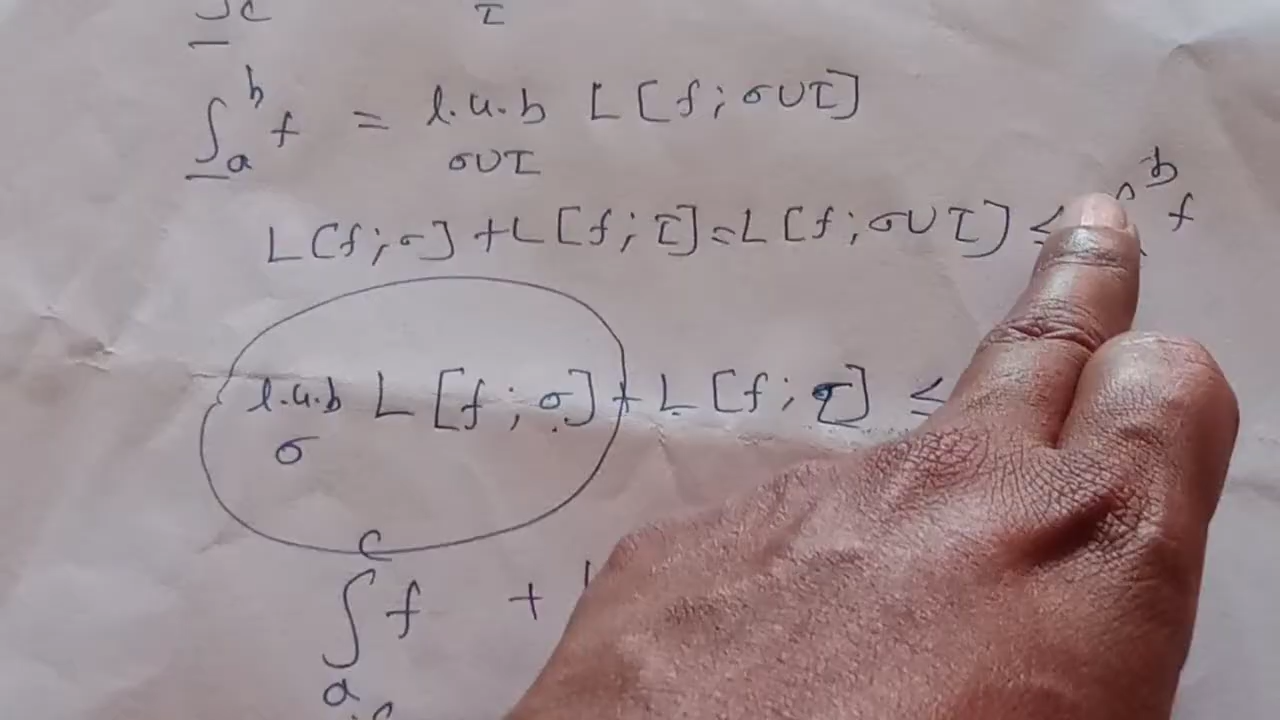 ∫c τ
∫_a^b f = l.u.b L[f; σ∪τ]
σ∪τ
L[f; σ] + L[f; τ] = L[f; σ∪τ] ≤ b f
l.u.b L[f; σ] + L[f; τ] ≤
σ
∫_a^c f +